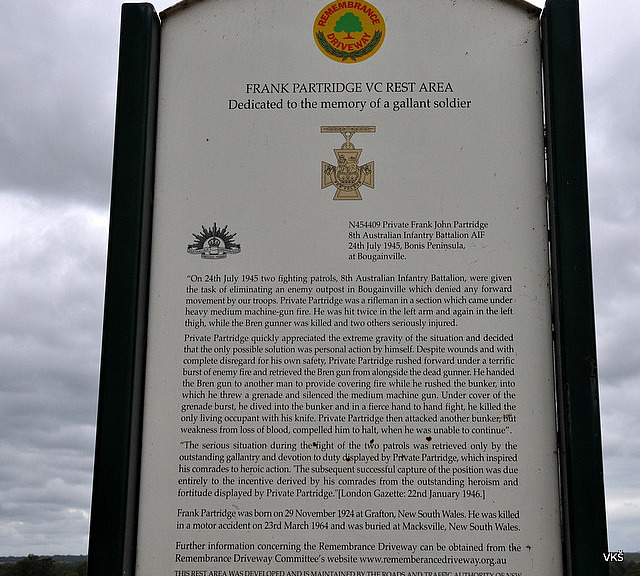 REMEMBRANCE
DRIVEWAY
FRANK PARTRIDGE VC REST AREA
Dedicated to the memory of a gallant soldier
N454409 Private Frank John Partridge
8th Australian Infantry Battalion AIF
24th July 1945, Bonis Peninsula,
at Bougainville.
"On 24th July 1945 two fighting patrols, 8th Australian Infantry Battalion, were given
the task of eliminating an enemy outpost in Bougainville which denied any forward
movement by our troops. Private Partridge was a rifleman in a section which came under
heavy medium machine-gun fire. He was hit twice in the left arm and again in the left
thigh, while the Bren gunner was killed and two others seriously injured.
Private Partridge quickly appreciated the extreme gravity of the situation and decided
that the only possible solution was personal action by himself. Despite wounds and with
complete disregard for his own safety, Private Partridge rushed forward under a terrific
burst of enemy fire and retrieved the Bren gun from alongside the dead gunner. He handed
the Bren gun to another man to provide covering fire while he rushed the bunker, into
which he threw a grenade and silenced the medium machine gun. Under cover of the
grenade burst, he dived into the bunker and in a fierce hand to hand fight, he killed the
only living occupant with his knife. Private Partridge then attacked another bunker, but
weakness from loss of blood, compelled him to halt, when he was unable to continue".
"The serious situation during the fight of the two patrols was retrieved only by the
outstanding gallantry and devotion to duty displayed by Private Partridge, which inspired
his comrades to heroic action. 'The subsequent successful capture of the position was due
entirely to the incentive derived by his comrades from the outstanding heroism and
fortitude displayed by Private Partridge."[London Gazette: 22nd January 1946.]
Frank Partridge was born on 29 November 1924 at Grafton, New South Wales. He was killed
in a motor accident on 23rd March 1964 and was buried at Macksville, New South Wales.
Further information concerning the Remembrance Driveway can be obtained from the
Remembrance Driveway Committee's website www.remembrancedriveway.org.au
THIS REST AREA WAS DEVELOPED AND IS MAINTAINED BY THE ROADS AND TRAFFIC AUTHORITY OF NEW
VKŠ